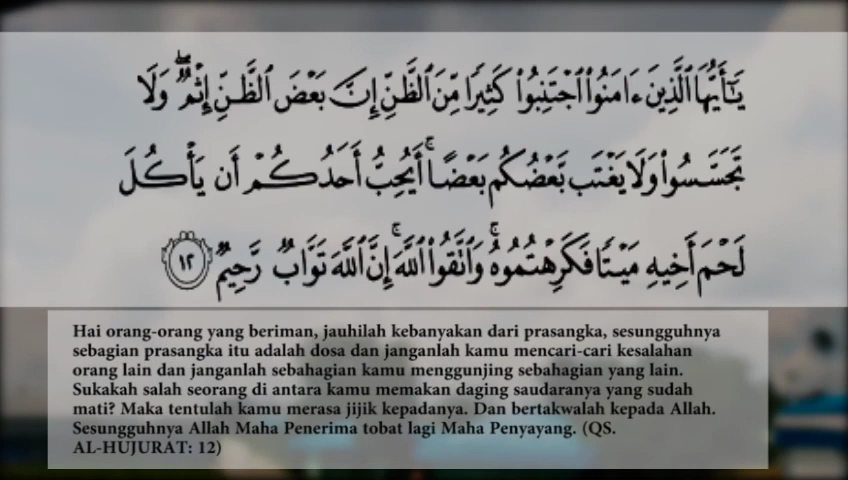 يَـٰٓأَيُّهَا ٱلَّذِينَ ءَامَنُوا۟ ٱجْتَنِبُوا۟ كَثِيرًا مِّنَ ٱلظَّنِّ إِنَّ بَعْضَ ٱلظَّنِّ إِثْمٌ ۖ وَلَا
تَجَسَّسُوا۟ وَلَا يَغْتَب بَّعْضُكُم بَعْضًا ۚ أَيُحِبُّ أَحَدُكُمْ أَن يَأْكُلَ
لَحْمَ أَخِيهِ مَيْتًا فَكَرِهْتُمُوهُ ۚ وَٱتَّقُوا۟ ٱللَّهَ ۚ إِنَّ ٱللَّهَ تَوَّابٌ رَّحِيمٌ ١٢
Hai orang-orang yang beriman, jauhilah kebanyakan dari prasangka, sesungguhnya
sebagian prasangka itu adalah dosa dan janganlah kamu mencari-cari kesalahan
orang lain dan janganlah sebahagian kamu menggunjing sebahagian yang lain.
Sukakah salah seorang di antara kamu memakan daging saudaranya yang sudah
mati? Maka tentulah kamu merasa jijik kepadanya. Dan bertakwalah kepada Allah.
Sesungguhnya Allah Maha Penerima tobat lagi Maha Penyayang. (QS.
AL-HUJURAT: 12)